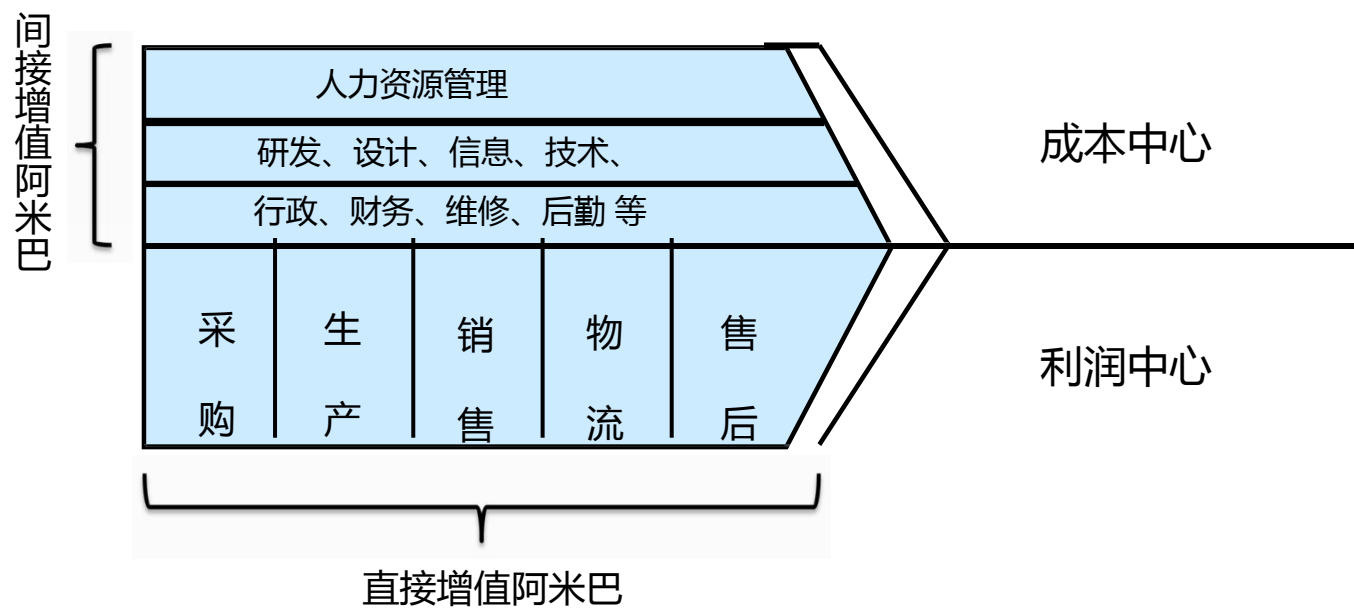 间接增值阿米巴
人力资源管理
研发、设计、信息、技术、
行政、财务、维修、后勤 等
成本中心
采购
生产
销售
物流
售后
利润中心
直接增值阿米巴